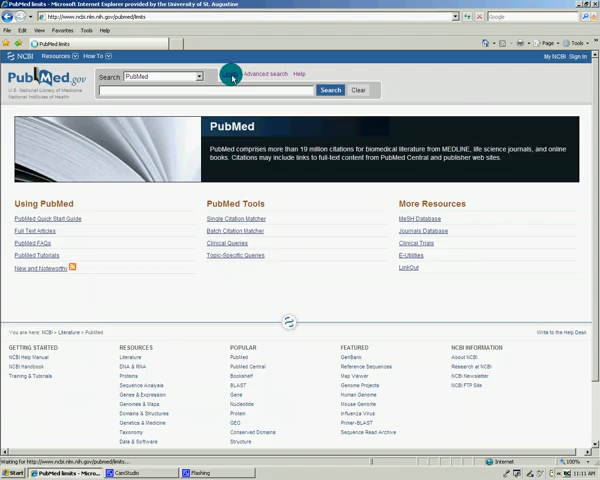 PubMed limits - Microsoft Internet Explorer provided by the University of St. Augustine
http://www.ncbi.nlm.nih.gov/pubmed/limits
Google
File Edit View Favorites Tools Help
PubMed limits
Page Tools
NCBI Resources How To My NCBI Sign In
PubMed.gov
U.S. National Library of Medicine
National Institutes of Health
Search: PubMed Limits Advanced search Help
Search Clear
PubMed
PubMed comprises more than 19 million citations for biomedical literature from MEDLINE, life science journals, and online
books. Citations may include links to full-text content from PubMed Central and publisher web sites.
Using PubMed PubMed Tools More Resources
PubMed Quick Start Guide Single Citation Matcher MeSH Database
Full Text Articles Batch Citation Matcher Journals Database
PubMed FAQs Clinical Queries Clinical Trials
PubMed Tutorials Topic-Specific Queries E-Utilities
New and Noteworthy LinkOut
You are here: NCBI > Literature > PubMed Write to the Help Desk
GETTING STARTED RESOURCES POPULAR FEATURED NCBI INFORMATION
NCBI Help Manual Literature PubMed GenBank About NCBI
NCBI Handbook DNA & RNA PubMed Central Reference Sequences Research at NCBI
Training & Tutorials Proteins Bookshelf Map Viewer NCBI Newsletter
Sequence Analysis BLAST Genome Projects NCBI FTP Site
Genes & Expression Gene Human Genome
Genomes & Maps Nucleotide Mouse Genome
Domains & Structures Protein Influenza Virus
Genetics & Medicine GEO Primer-BLAST
Taxonomy Conserved Domains Sequence Read Archive
Data & Software Structure
Waiting for http://www.ncbi.nlm.nih.gov/pubmed/limits... Internet 100%
Start PubMed limits - Micros... CamStudio Flashing 11:11 AM